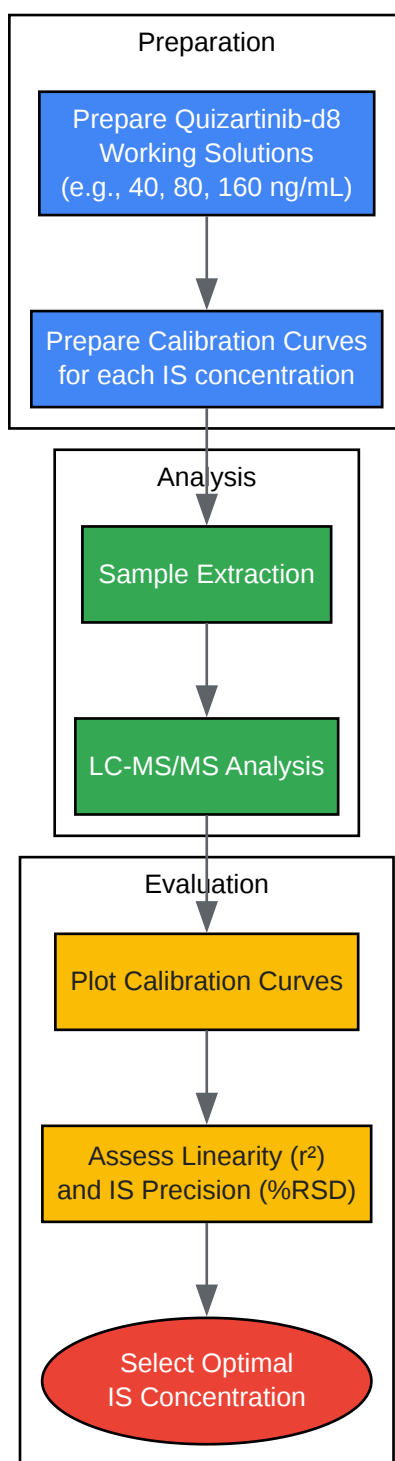 Preparation
Prepare Quizartinib-d8
Working Solutions
(e.g., 40, 80, 160 ng/mL)
Prepare Calibration Curves
for each IS concentration
Analysis
Sample Extraction
LC-MS/MS Analysis
Evaluation
Plot Calibration Curves
Assess Linearity (r²)
and IS Precision (%RSD)
Select Optimal
IS Concentration